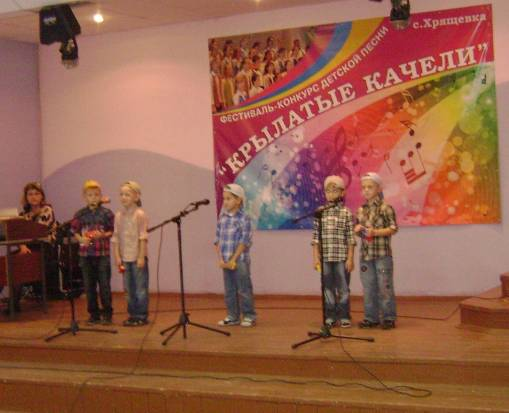 с.Хрящевка
ФЕСТИВАЛЬ-КОНКУРС ДЕТСКОЙ ПЕСНИ
"КРЫЛАТЫЕ КАЧЕЛИ"